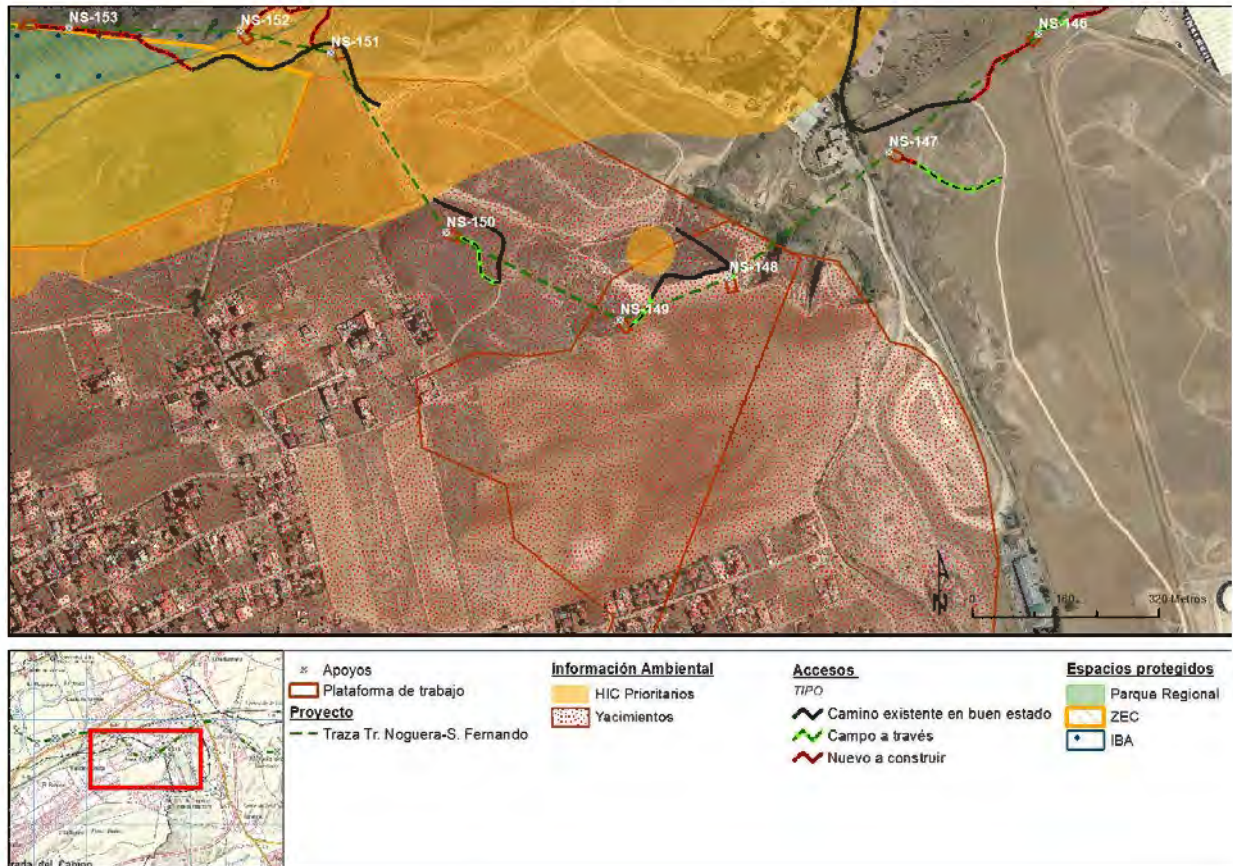 NS-153
NS-152
NS-151
NS-146
NS-147
NS-150
NS-148
NS-149
N
0 160 320 Metros
Apoyos
Plataforma de trabajo
Proyecto
Traza Tr. Noguera-S. Fernando
Información Ambiental
HIC Prioritarios
Yacimientos
Accesos
TIPO
Camino existente en buen estado
Campo a través
Nuevo a construir
Espacios protegidos
Parque Regional
ZEC
IBA